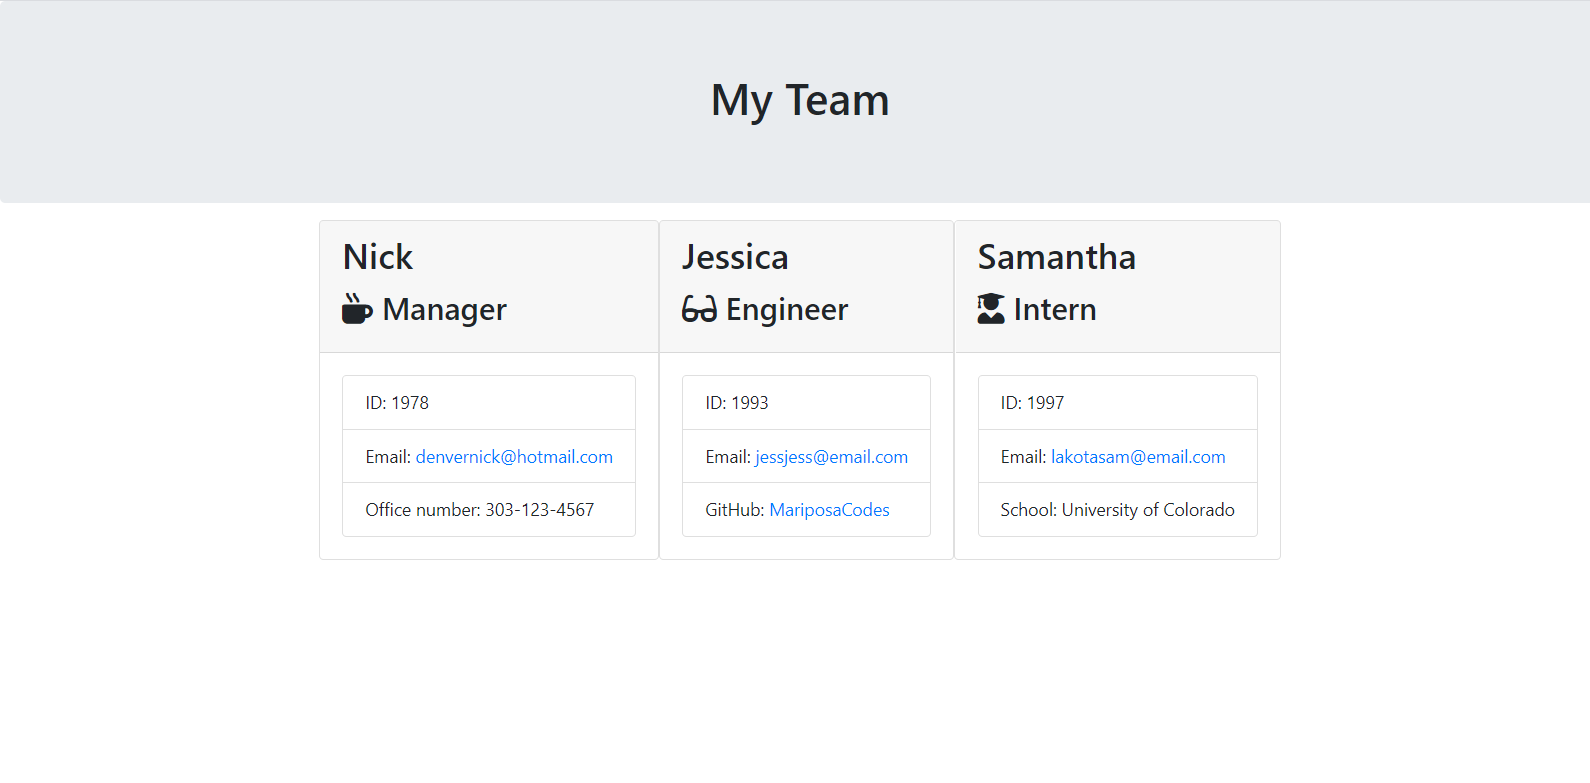 My Team
Nick
Manager
ID: 1978
Email: denvernick@hotmail.com
Office number: 303-123-4567
Jessica
Engineer
ID: 1993
Email: jessjess@email.com
GitHub: MariposaCodes
Samantha
Intern
ID: 1997
Email: lakotasam@email.com
School: University of Colorado